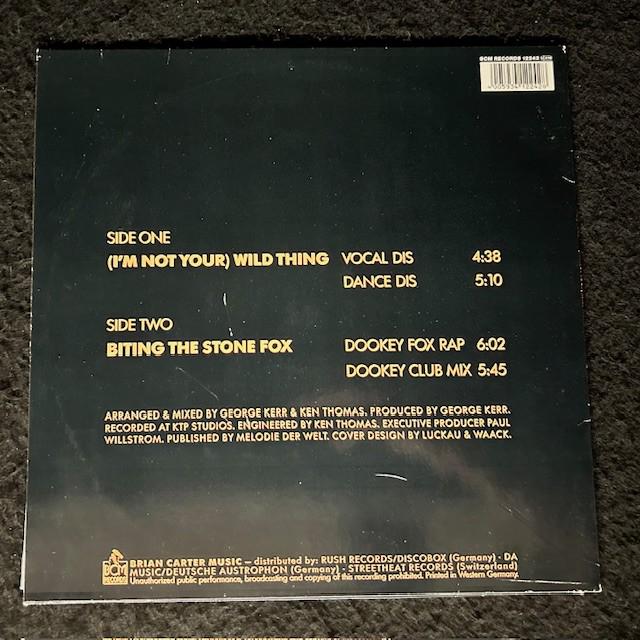 BCM RECORDS 12242
4 005934 122426
SIDE ONE
(I'M NOT YOUR) WILD THING VOCAL DIS 4:38
DANCE DIS 5:10
SIDE TWO
BITING THE STONE FOX DOOKEY FOX RAP 6:02
DOOKEY CLUB MIX 5:45
ARRANGED & MIXED BY GEORGE KERR & KEN THOMAS. PRODUCED BY GEORGE KERR.
RECORDED AT KTP STUDIOS. ENGINEERED BY KEN THOMAS. EXECUTIVE PRODUCER PAUL
WILLSTROM. PUBLISHED BY MELODIE DER WELT. COVER DESIGN BY LUCKAU & WAACK.
BCM
RECORDS
BRIAN CARTER MUSIC – distributed by: RUSH RECORDS/DISCOBOX (Germany) · DA
MUSIC/DEUTSCHE AUSTROPHON (Germany) · STREETHEAT RECORDS (Switzerland)
Unauthorized public performance, broadcasting and copying of this recording prohibited. Printed in Western Germany.